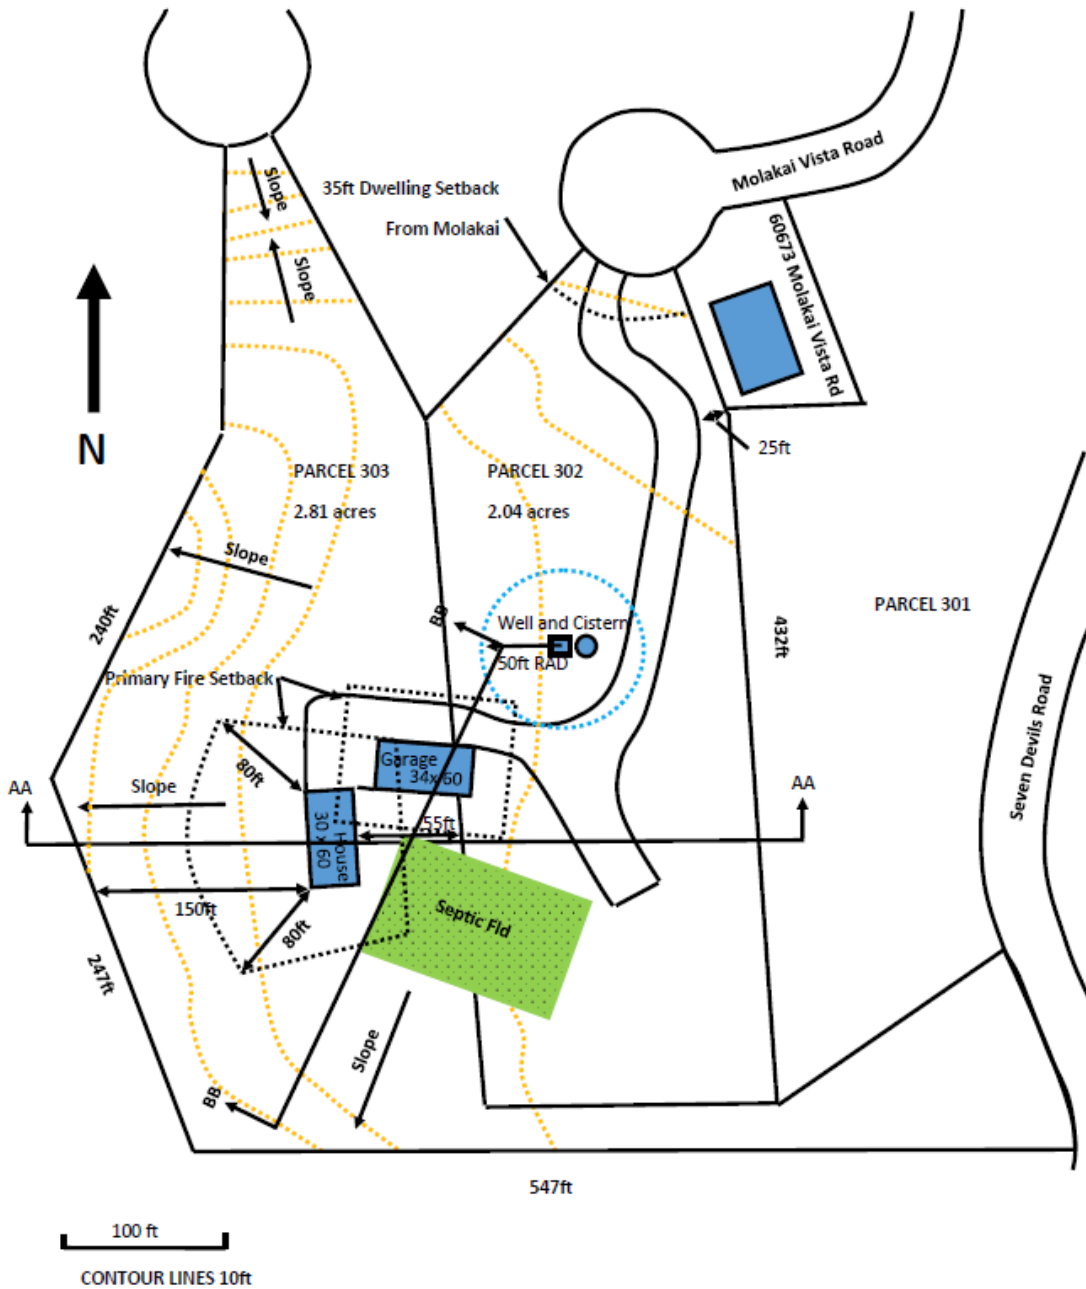 Molakai Vista Road
Slope
35ft Dwelling Setback
From Molakai
60673 Molakai Vista Rd
Slope
N
25ft
PARCEL 303
2.81 acres
PARCEL 302
2.04 acres
Slope
240ft
PARCEL 301
432ft
BB
Well and Cistern
50ft RAD
Primary Fire Setback
Seven Devils Road
80ft
Garage
34x 60
AA
Slope
AA
House
30 x 60
55ft
150ft
Septic Fld
80ft
247ft
Slope
BB
547ft
100 ft
CONTOUR LINES 10ft